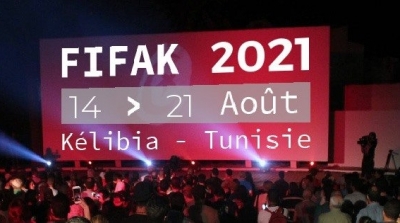 FIFAK 2021
14 > 21 Août
Kélibia - Tunisie